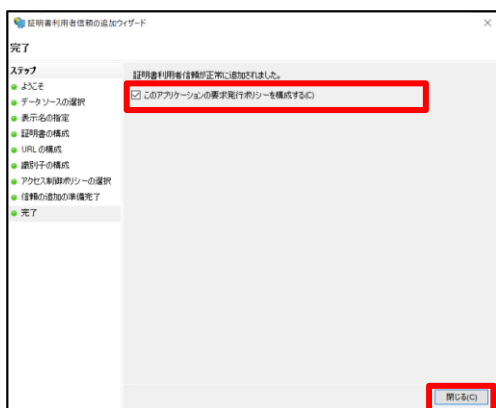 証明書利用者信頼の追加ウィザード
完了
ステップ
ようこそ
データ ソースの選択
表示名の指定
証明書の構成
URL の構成
識別子の構成
アクセス制御ポリシーの選択
信頼の追加の準備完了
完了
証明書利用者信頼が正常に追加されました。
このアプリケーションの要求発行ポリシーを構成する(C)
閉じる(C)